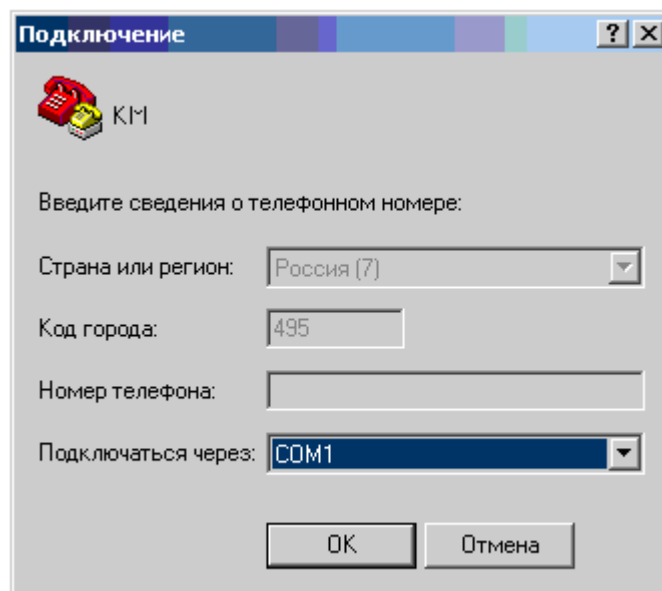 Подключение
КМ
Введите сведения о телефонном номере:
Страна или регион: Россия (7)
Код города: 495
Номер телефона:
Подключаться через: COM1
OK Отмена